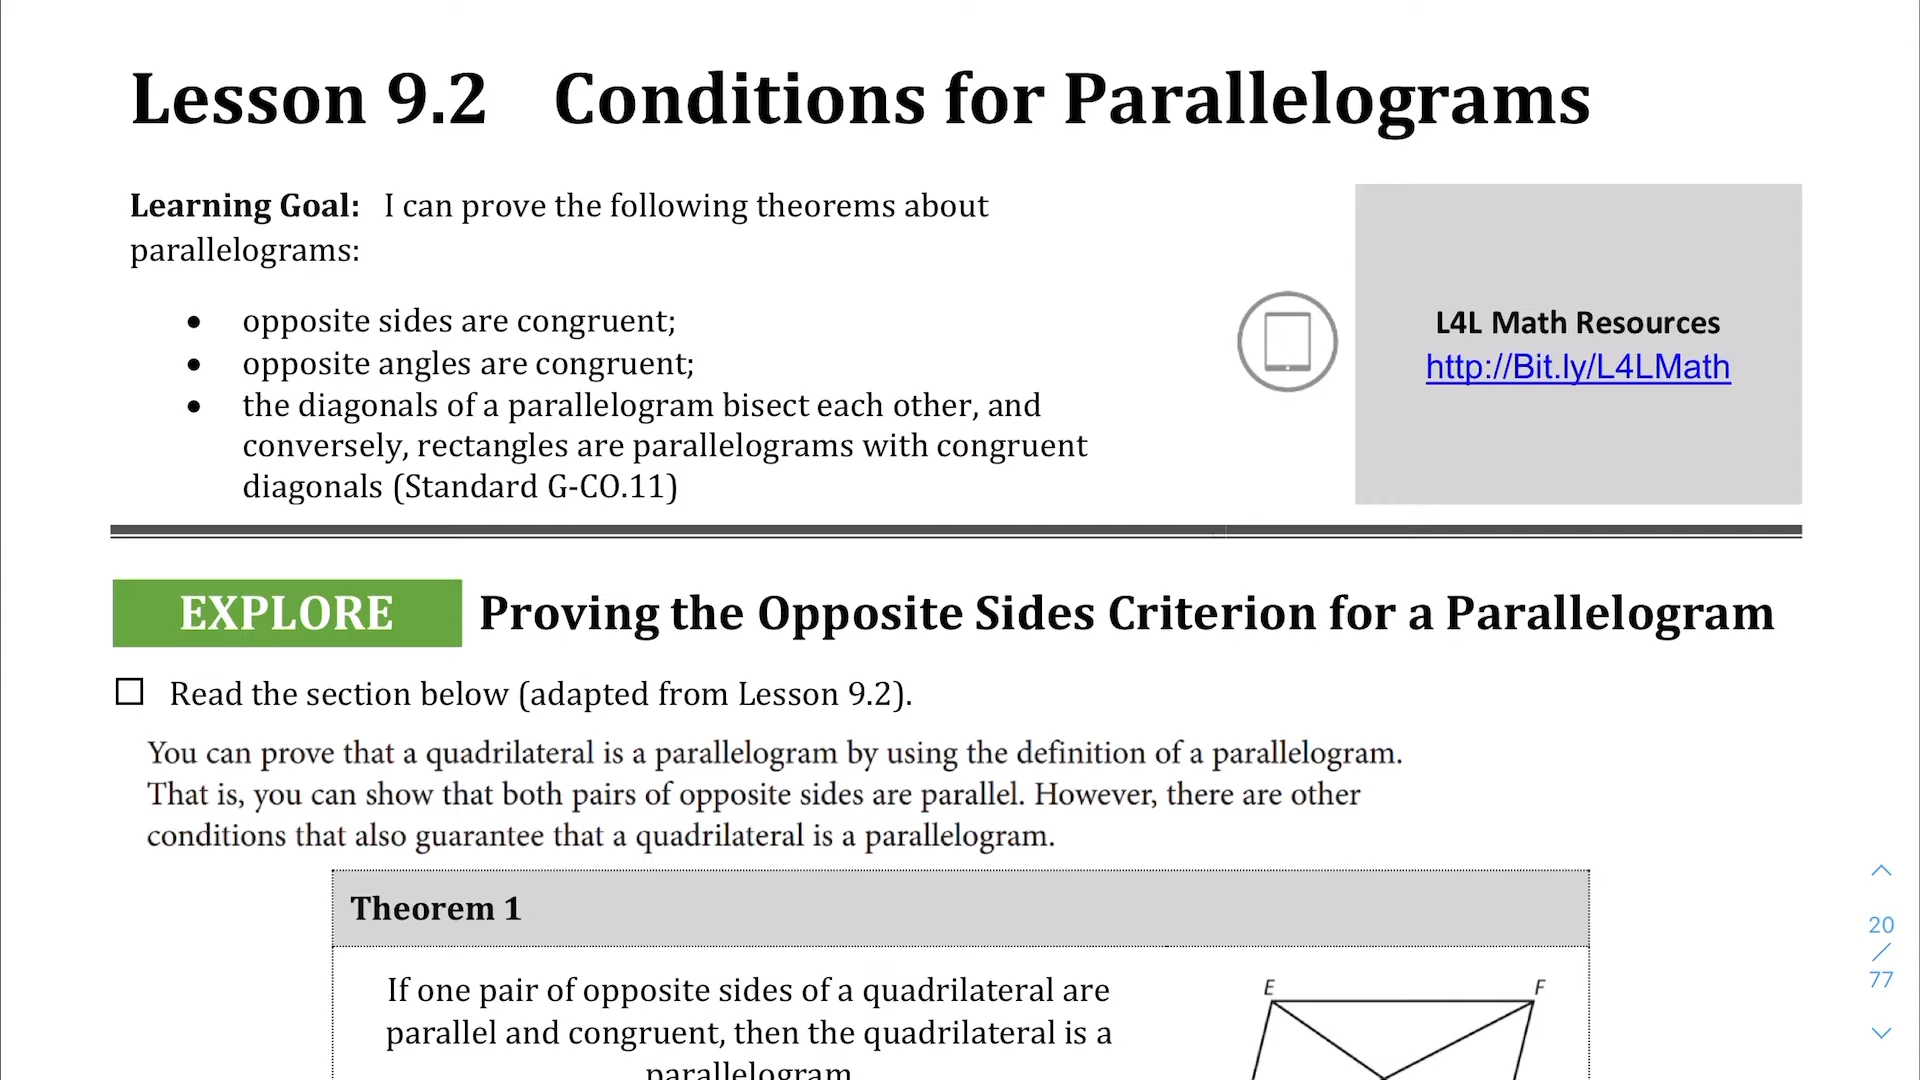 Lesson 9.2 Conditions for Parallelograms
Learning Goal: I can prove the following theorems about
parallelograms:
• opposite sides are congruent;
• opposite angles are congruent;
• the diagonals of a parallelogram bisect each other, and
conversely, rectangles are parallelograms with congruent
diagonals (Standard G-CO.11)
L4L Math Resources
http://Bit.ly/L4LMath
EXPLORE Proving the Opposite Sides Criterion for a Parallelogram
Read the section below (adapted from Lesson 9.2).
You can prove that a quadrilateral is a parallelogram by using the definition of a parallelogram.
That is, you can show that both pairs of opposite sides are parallel. However, there are other
conditions that also guarantee that a quadrilateral is a parallelogram.
Theorem 1
If one pair of opposite sides of a quadrilateral are
parallel and congruent, then the quadrilateral is a
parallelogram
E F
20
/
77